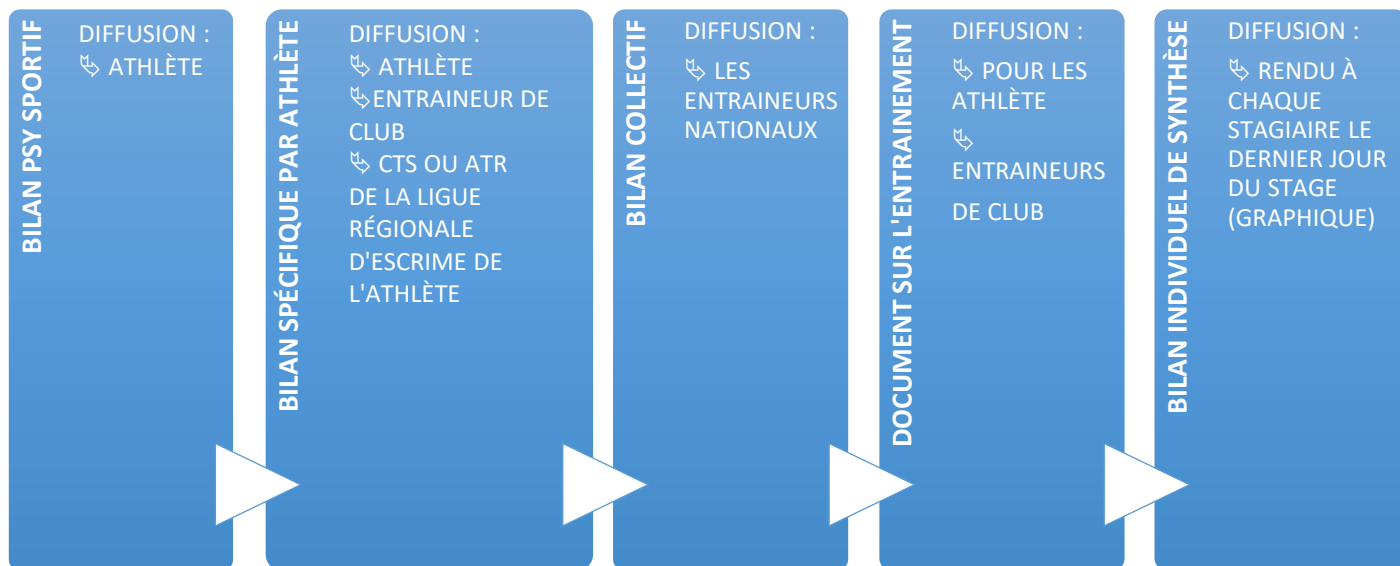 BILAN PSY SPORTIF
DIFFUSION :
⮱ ATHLÈTE
BILAN SPÉCIFIQUE PAR ATHLÈTE
DIFFUSION :
⮱ ATHLÈTE
⮱ENTRAINEUR DE
CLUB
⮱ CTS OU ATR
DE LA LIGUE
RÉGIONALE
D'ESCRIME DE
L'ATHLÈTE
BILAN COLLECTIF
DIFFUSION :
⮱ LES
ENTRAINEURS
NATIONAUX
DOCUMENT SUR L'ENTRAINEMENT
DIFFUSION :
⮱ POUR LES
ATHLÈTE
⮱
ENTRAINEURS
DE CLUB
BILAN INDIVIDUEL DE SYNTHÈSE
DIFFUSION :
⮱ RENDU À
CHAQUE
STAGIAIRE LE
DERNIER JOUR
DU STAGE
(GRAPHIQUE)